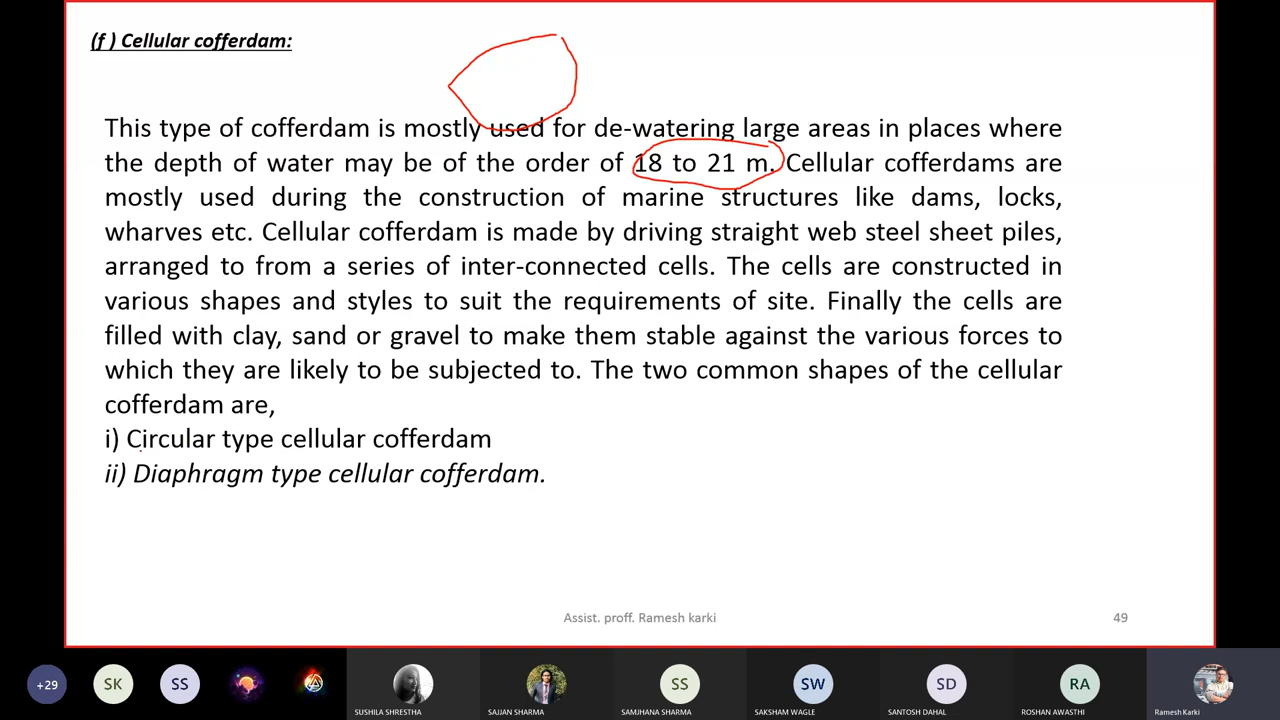 (f ) Cellular cofferdam:
This type of cofferdam is mostly used for de-watering large areas in places where
the depth of water may be of the order of 18 to 21 m. Cellular cofferdams are
mostly used during the construction of marine structures like dams, locks,
wharves etc. Cellular cofferdam is made by driving straight web steel sheet piles,
arranged to from a series of inter-connected cells. The cells are constructed in
various shapes and styles to suit the requirements of site. Finally the cells are
filled with clay, sand or gravel to make them stable against the various forces to
which they are likely to be subjected to. The two common shapes of the cellular
cofferdam are,
i) Circular type cellular cofferdam
ii) Diaphragm type cellular cofferdam.
Assist. proff. Ramesh karki
49
+29
SK
SS
SS
SW
SD
RA
SUSHILA SHRESTHA
SAJJAN SHARMA
SAMJHANA SHARMA
SAKSHAM WAGLE
SANTOSH DAHAL
ROSHAN AWASTHI
Ramesh Karki